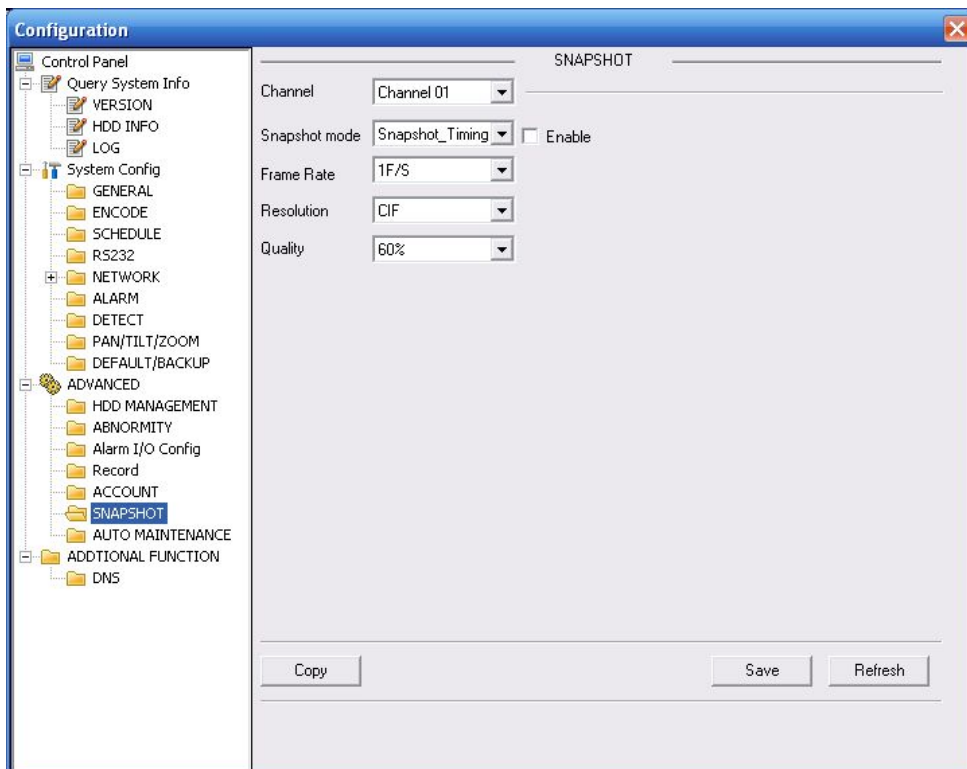 Configuration
Control Panel
Query System Info
VERSION
HDD INFO
LOG
System Config
GENERAL
ENCODE
SCHEDULE
RS232
NETWORK
ALARM
DETECT
PAN/TILT/ZOOM
DEFAULT/BACKUP
ADVANCED
HDD MANAGEMENT
ABNORMITY
Alarm I/O Config
Record
ACCOUNT
SNAPSHOT
AUTO MAINTENANCE
ADDTIONAL FUNCTION
DNS
SNAPSHOT
Channel Channel 01
Snapshot mode Snapshot_Timing Enable
Frame Rate 1F/S
Resolution CIF
Quality 60%
Copy Save Refresh